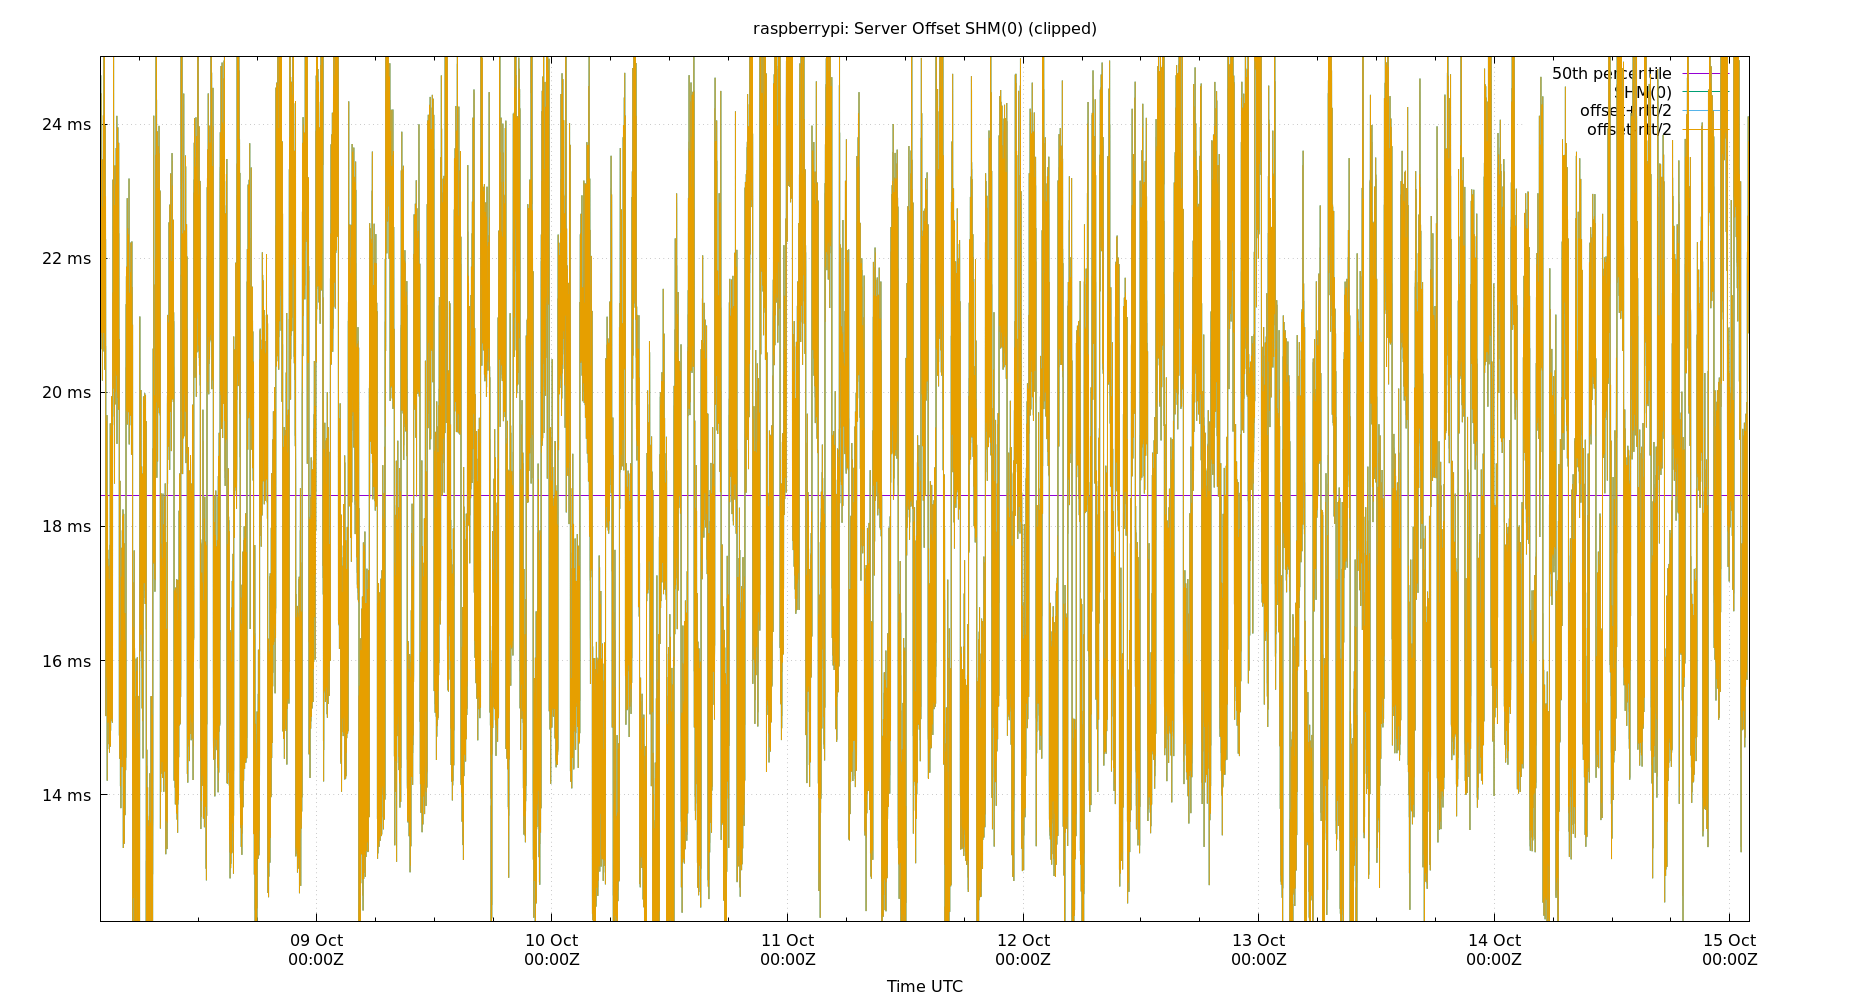 raspberrypi: Server Offset SHM(0) (clipped)
50th percentile
SHM(0)
offset+rtt/2
offset-rtt/2
24 ms
22 ms
20 ms
18 ms
16 ms
14 ms
09 Oct 10 Oct 11 Oct 12 Oct 13 Oct 14 Oct 15 Oct
00:00Z 00:00Z 00:00Z 00:00Z 00:00Z 00:00Z 00:00Z
Time UTC